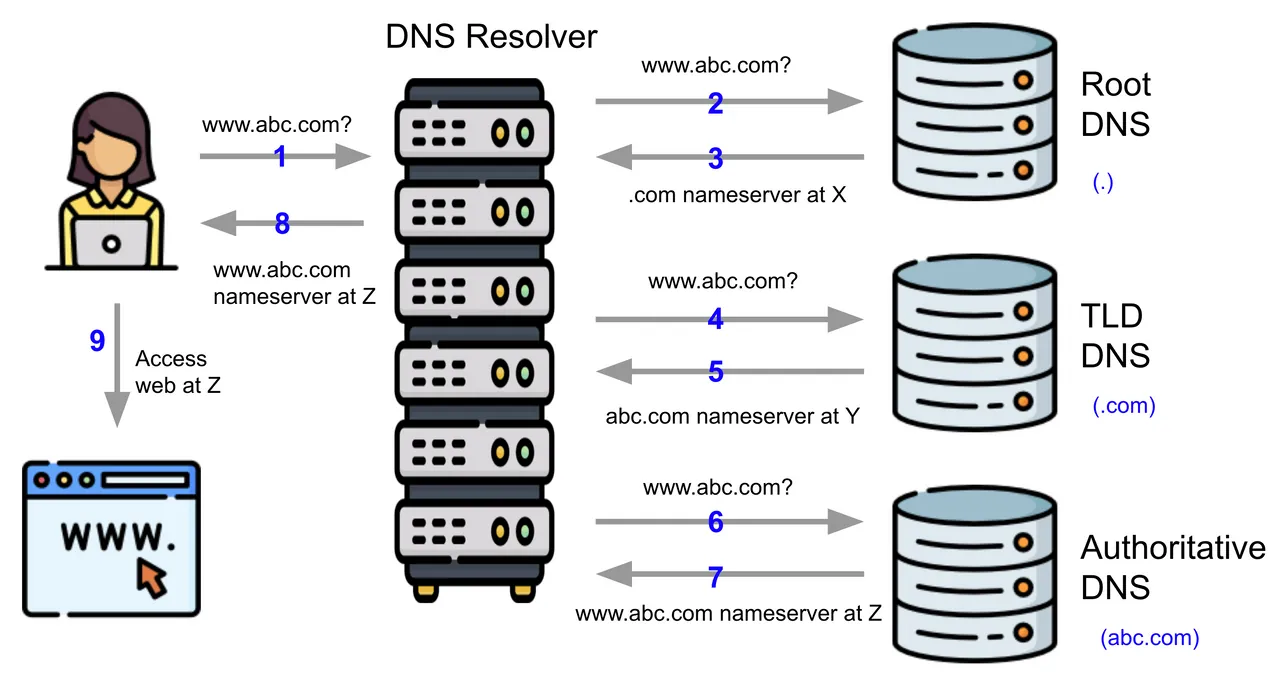 DNS Resolver
www.abc.com?
1
8
www.abc.com
nameserver at Z
9
Access
web at Z
www.
www.abc.com?
2
3
.com nameserver at X
Root
DNS
(.)
www.abc.com?
4
5
abc.com nameserver at Y
TLD
DNS
(.com)
www.abc.com?
6
7
www.abc.com nameserver at Z
Authoritative
DNS
(abc.com)